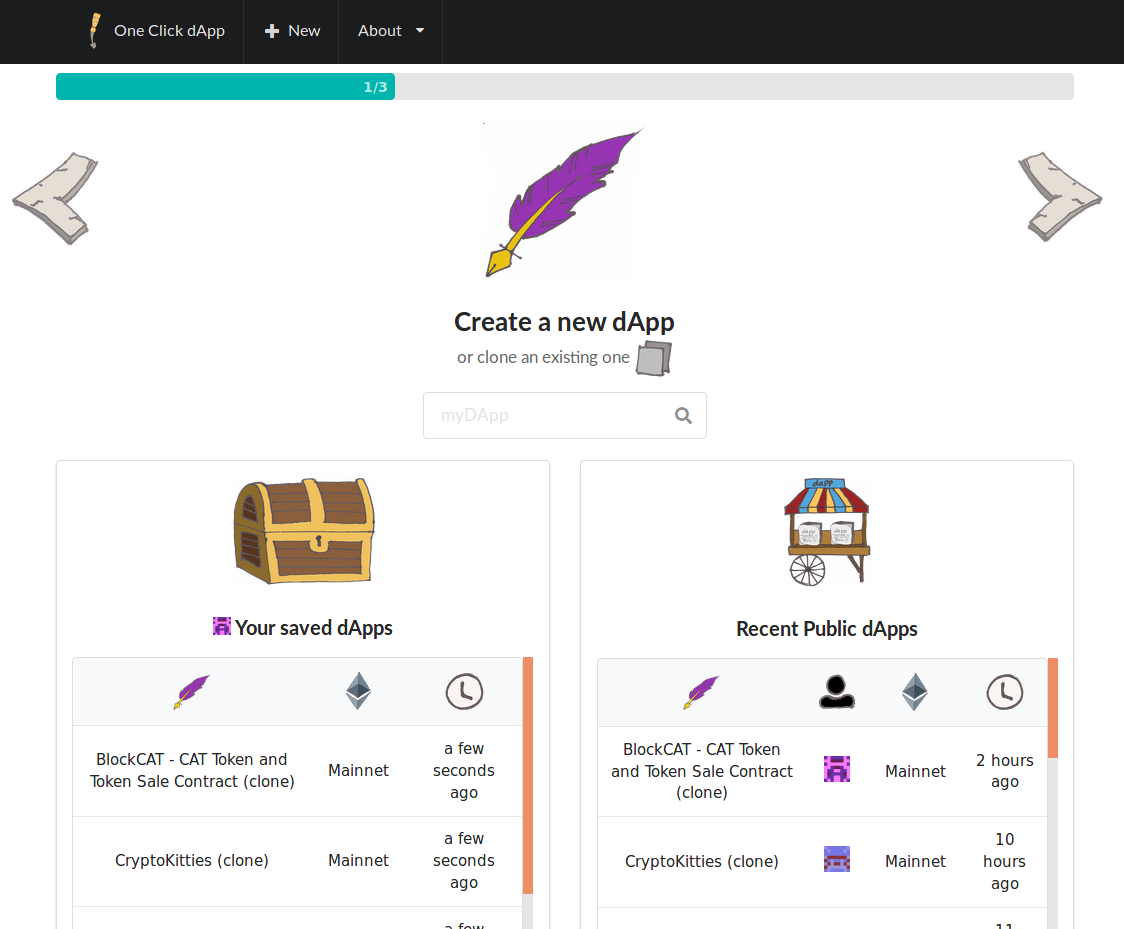 One Click dApp
New
About
1/3
Create a new dApp
or clone an existing one
myDApp
dapp
Your saved dApps
BlockCAT - CAT Token and
Token Sale Contract (clone)
Mainnet
a few
seconds
ago
CryptoKitties (clone)
Mainnet
a few
seconds
ago
a few
Recent Public dApps
BlockCAT - CAT Token
and Token Sale Contract
(clone)
Mainnet
2 hours
ago
CryptoKitties (clone)
Mainnet
10
hours
ago
11